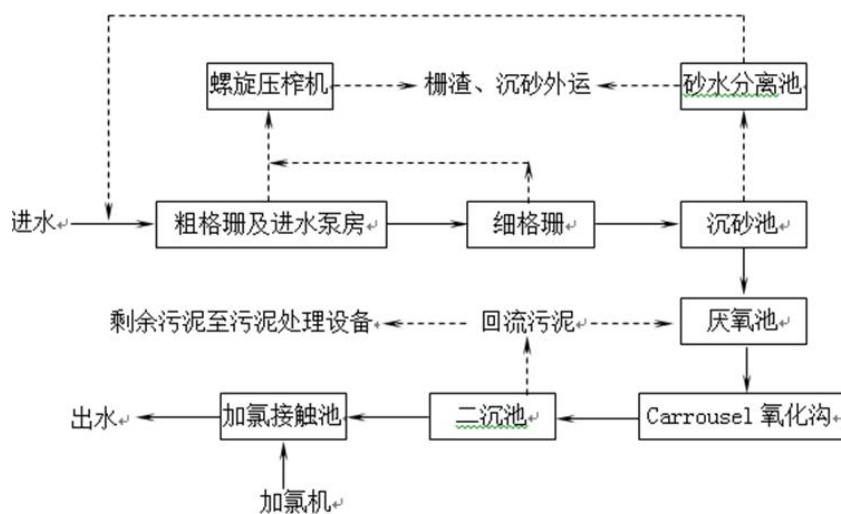 螺旋压榨机
栅渣、沉砂外运
砂水分离池
进水
粗格珊及进水泵房
细格珊
沉砂池
剩余污泥至污泥处理设备
回流污泥
厌氧池
出水
加氯接触池
二沉池
Carrousel 氧化沟
加氯机